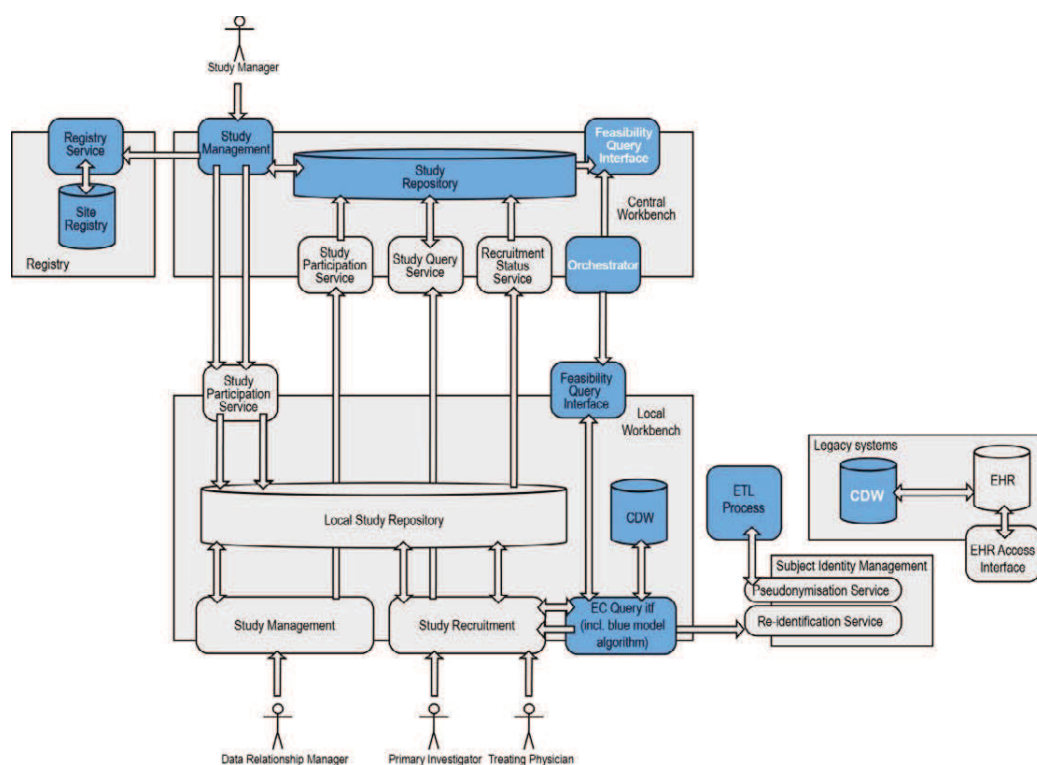 Study Manager
Registry
Service
Study
Management
Feasibility
Query
Interface
Study
Repository
Site
Registry
Central
Workbench
Registry
Study
Participation
Service
Study Query
Service
Recruitment
Status
Service
Orchestrator
Study
Participation
Service
Feasibility
Query
Interface
Local
Workbench
Legacy systems
CDW
EHR
EHR Access
Interface
ETL
Process
CDW
Local Study Repository
Subject Identity Management
Pseudonymisation Service
Re-identification Service
Study Management
Study Recruitment
EC Query itf
(incl. blue model
algorithm)
Data Relationship Manager
Primary Investigator
Treating Physician